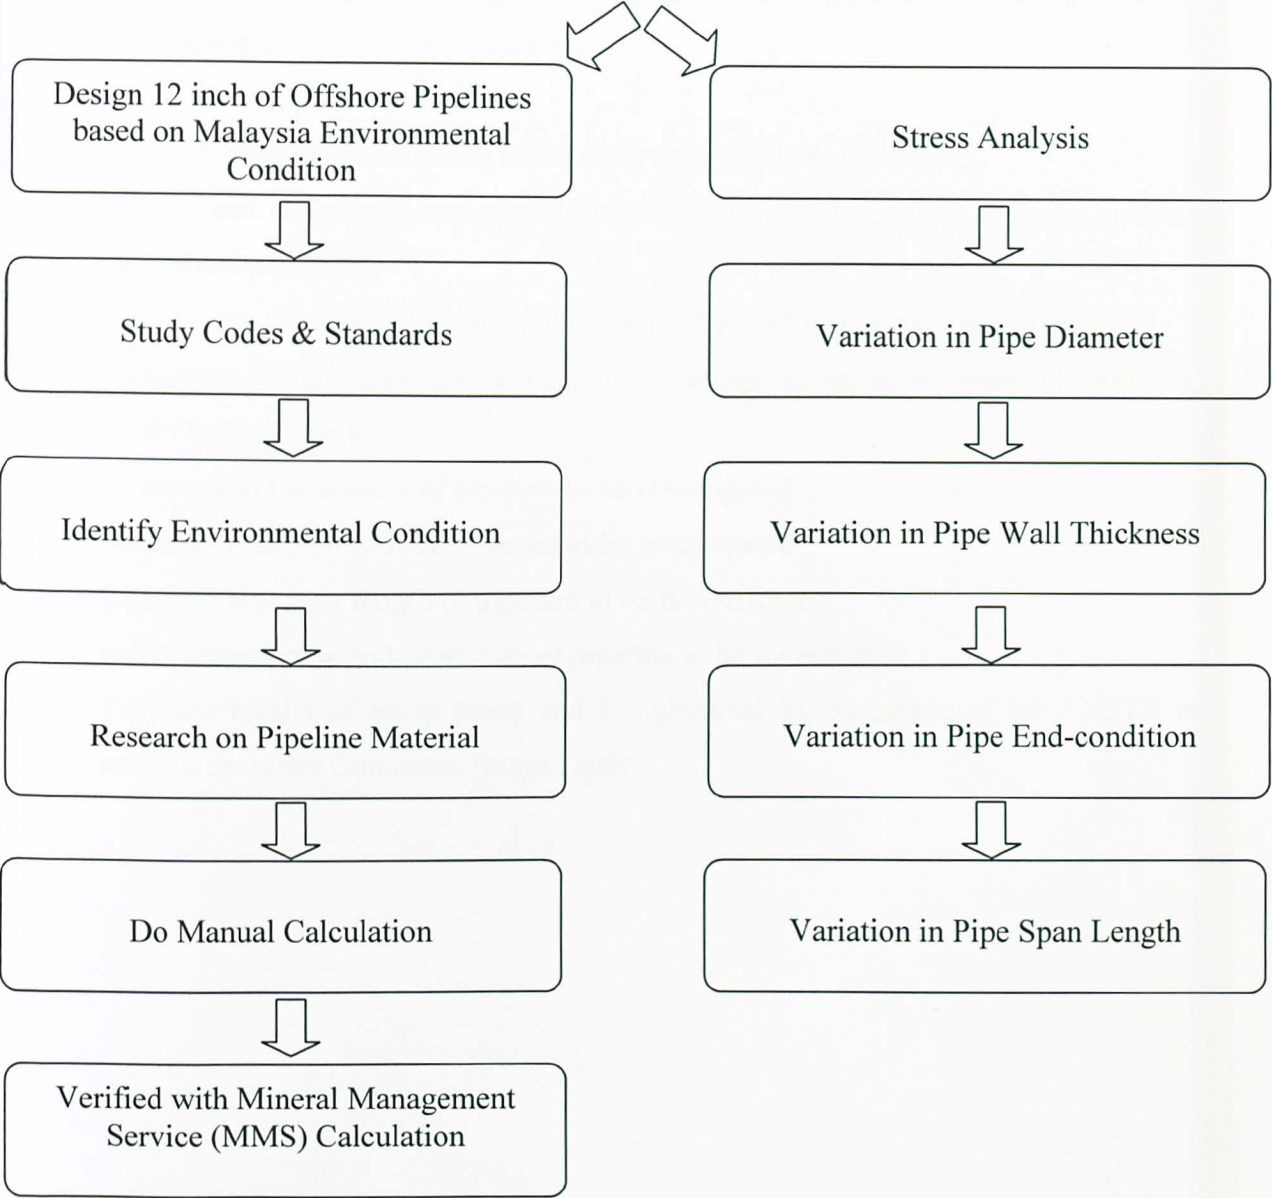 Design 12 inch of Offshore Pipelines
based on Malaysia Environmental
Condition
Study Codes & Standards
Identify Environmental Condition
Research on Pipeline Material
Do Manual Calculation
Verified with Mineral Management
Service (MMS) Calculation
Stress Analysis
Variation in Pipe Diameter
Variation in Pipe Wall Thickness
Variation in Pipe End-condition
Variation in Pipe Span Length